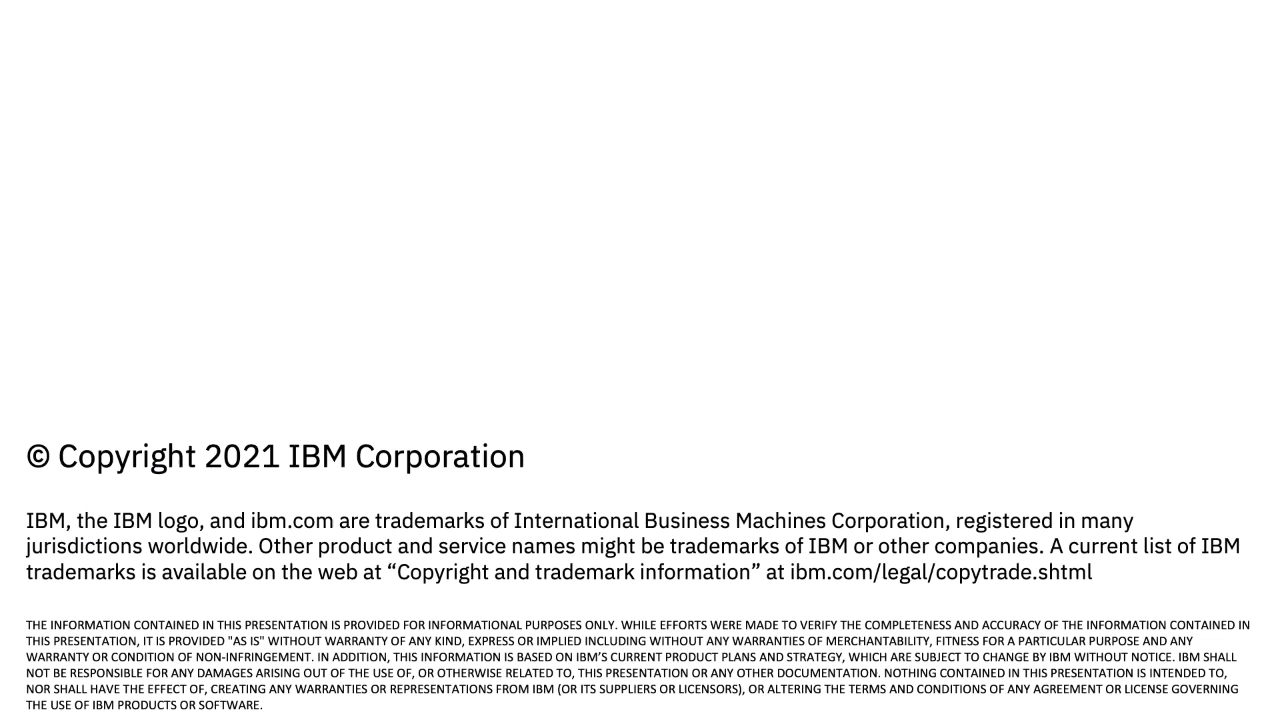 © Copyright 2021 IBM Corporation
IBM, the IBM logo, and ibm.com are trademarks of International Business Machines Corporation, registered in many
jurisdictions worldwide. Other product and service names might be trademarks of IBM or other companies. A current list of IBM
trademarks is available on the web at “Copyright and trademark information” at ibm.com/legal/copytrade.shtml
THE INFORMATION CONTAINED IN THIS PRESENTATION IS PROVIDED FOR INFORMATIONAL PURPOSES ONLY. WHILE EFFORTS WERE MADE TO VERIFY THE COMPLETENESS AND ACCURACY OF THE INFORMATION CONTAINED IN
THIS PRESENTATION, IT IS PROVIDED "AS IS" WITHOUT WARRANTY OF ANY KIND, EXPRESS OR IMPLIED INCLUDING WITHOUT ANY WARRANTIES OF MERCHANTABILITY, FITNESS FOR A PARTICULAR PURPOSE AND ANY
WARRANTY OR CONDITION OF NON-INFRINGEMENT. IN ADDITION, THIS INFORMATION IS BASED ON IBM’S CURRENT PRODUCT PLANS AND STRATEGY, WHICH ARE SUBJECT TO CHANGE BY IBM WITHOUT NOTICE. IBM SHALL
NOT BE RESPONSIBLE FOR ANY DAMAGES ARISING OUT OF THE USE OF, OR OTHERWISE RELATED TO, THIS PRESENTATION OR ANY OTHER DOCUMENTATION. NOTHING CONTAINED IN THIS PRESENTATION IS INTENDED TO,
NOR SHALL HAVE THE EFFECT OF, CREATING ANY WARRANTIES OR REPRESENTATIONS FROM IBM (OR ITS SUPPLIERS OR LICENSORS), OR ALTERING THE TERMS AND CONDITIONS OF ANY AGREEMENT OR LICENSE GOVERNING
THE USE OF IBM PRODUCTS OR SOFTWARE.